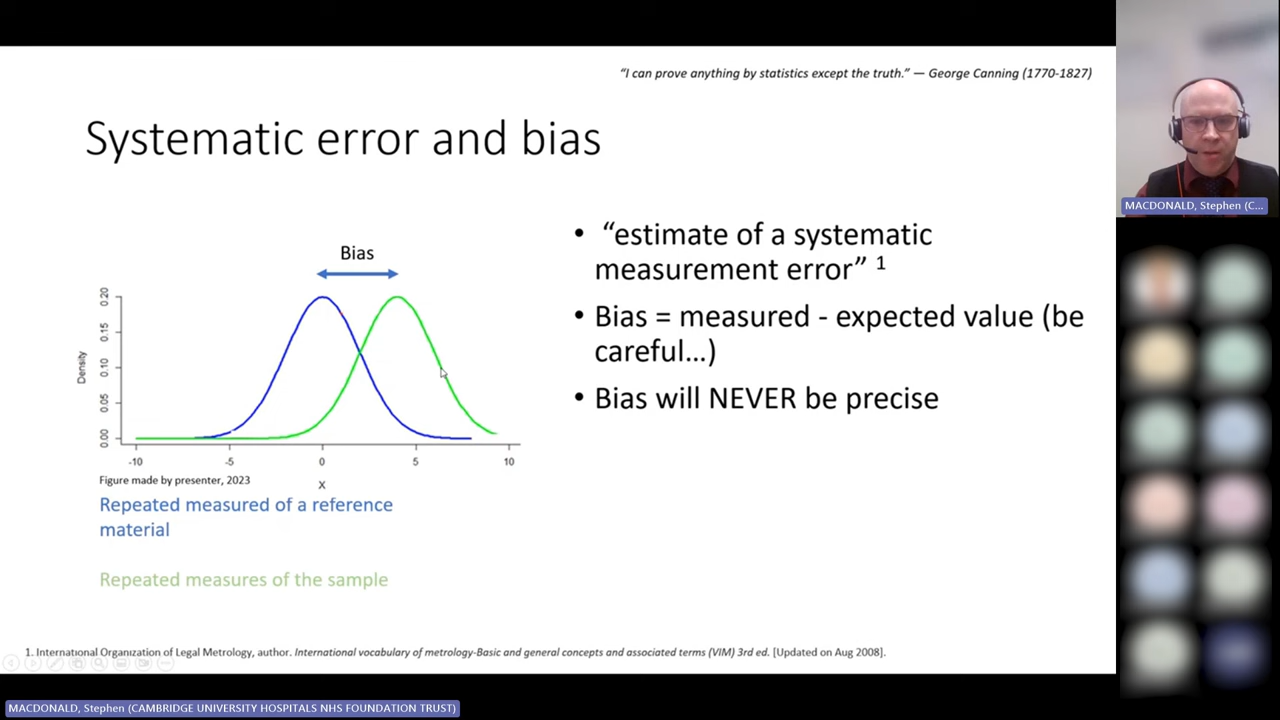 “I can prove anything by statistics except the truth.” — George Canning (1770-1827)
Systematic error and bias
Bias
0.20
0.15
0.10
0.05
0.00
Density
-10
-5
0
5
10
x
Figure made by presenter, 2023
Repeated measured of a reference
material
Repeated measures of the sample
• “estimate of a systematic
measurement error” 1
• Bias = measured - expected value (be
careful...)
• Bias will NEVER be precise
1. International Organization of Legal Metrology, author. International vocabulary of metrology-Basic and general concepts and associated terms (VIM) 3rd ed. [Updated on Aug 2008].
MACDONALD, Stephen (C...
MACDONALD, Stephen (CAMBRIDGE UNIVERSITY HOSPITALS NHS FOUNDATION TRUST)